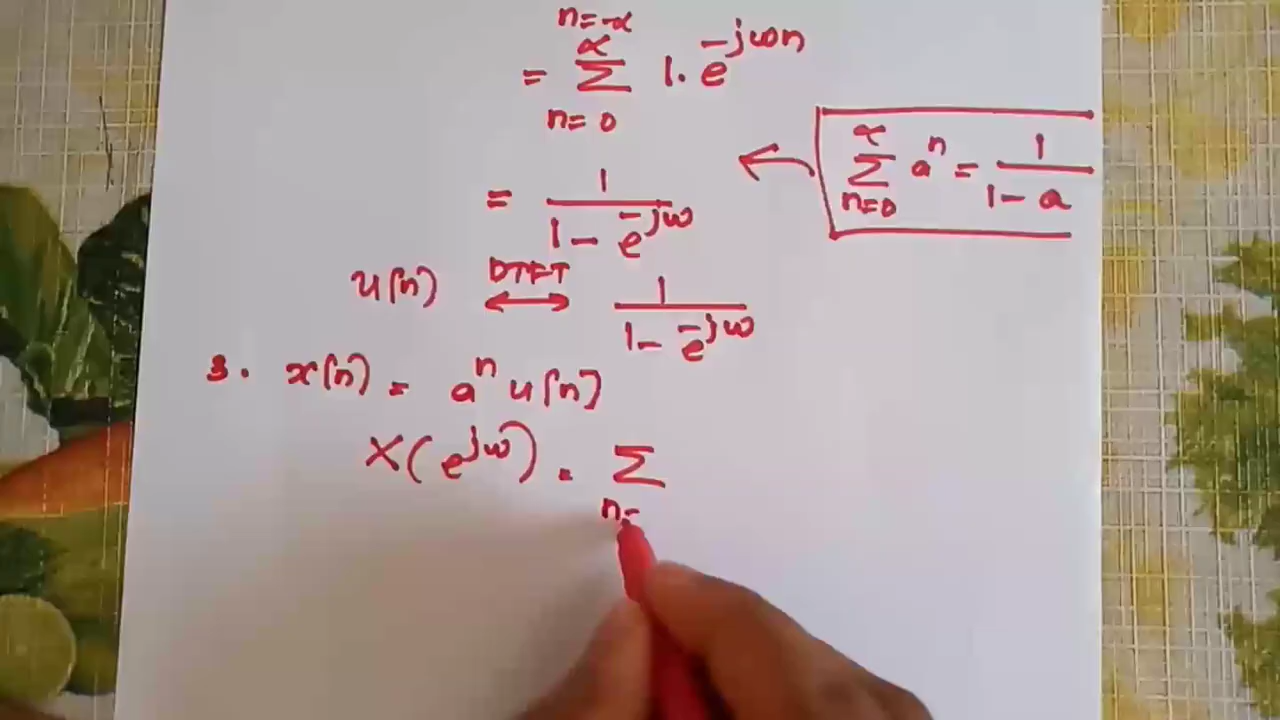 n=-∝
= ∝ Σ n=0 1. e^-jωn
∝ Σ n=0 a^n = 1/(1-a)
= 1/(1-e^-jω)
u[n] DTFT ↔ 1/(1-e^-jω)
3. x[n] = a^n u[n]
X(e^jω) = Σ n=